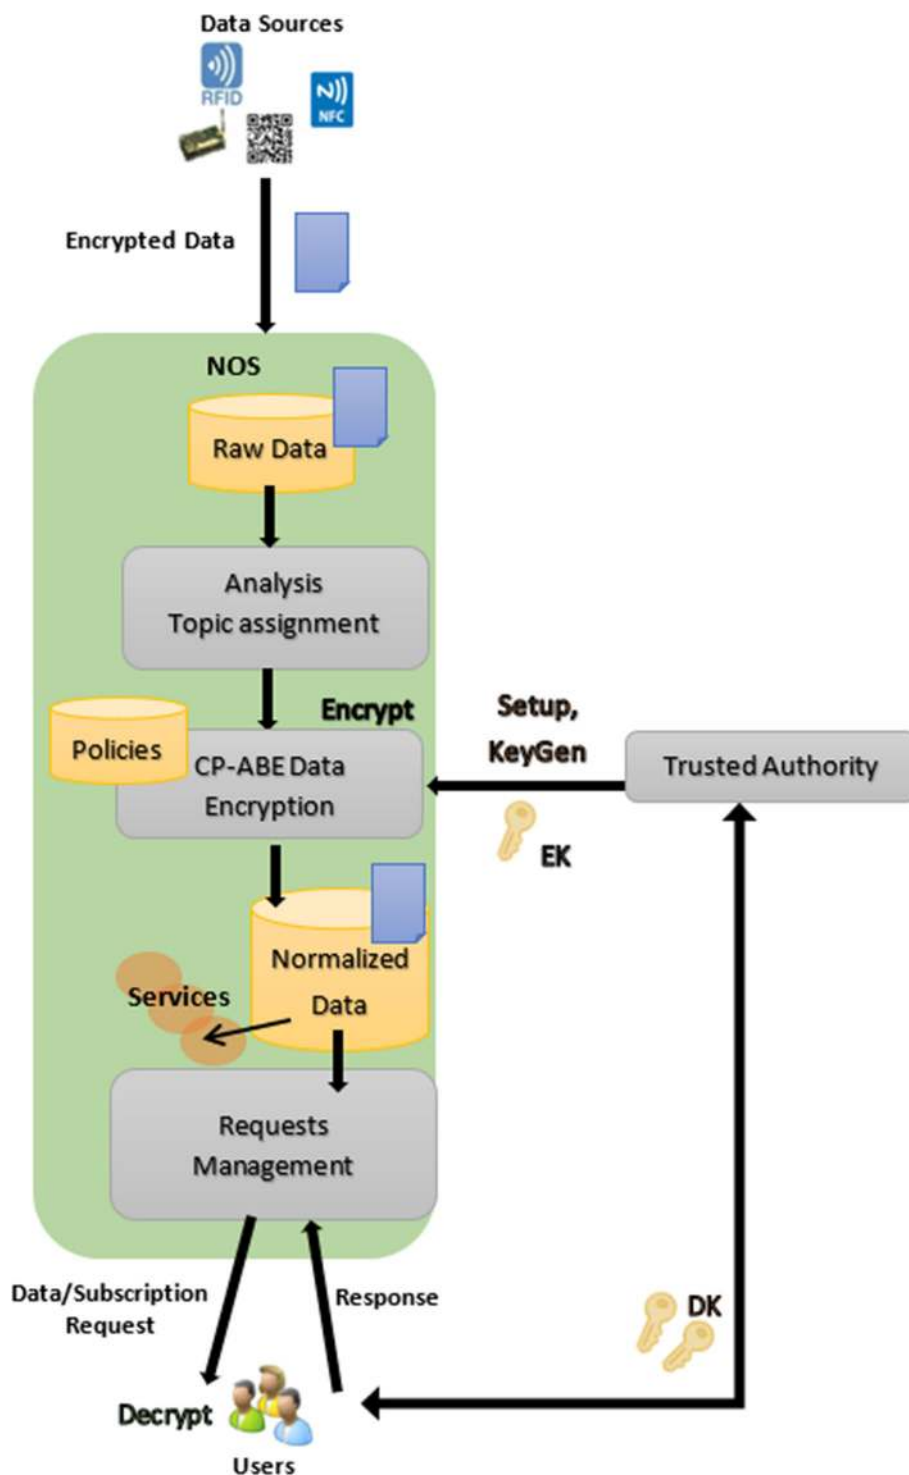 Data Sources
RFID
NFC
Encrypted Data
NOS
Raw Data
Analysis
Topic assignment
Encrypt
Setup,
KeyGen
Policies
CP-ABE Data
Encryption
Trusted Authority
EK
Normalized
Data
Services
Requests
Management
Data/Subscription
Request
Response
DK
Decrypt
Users